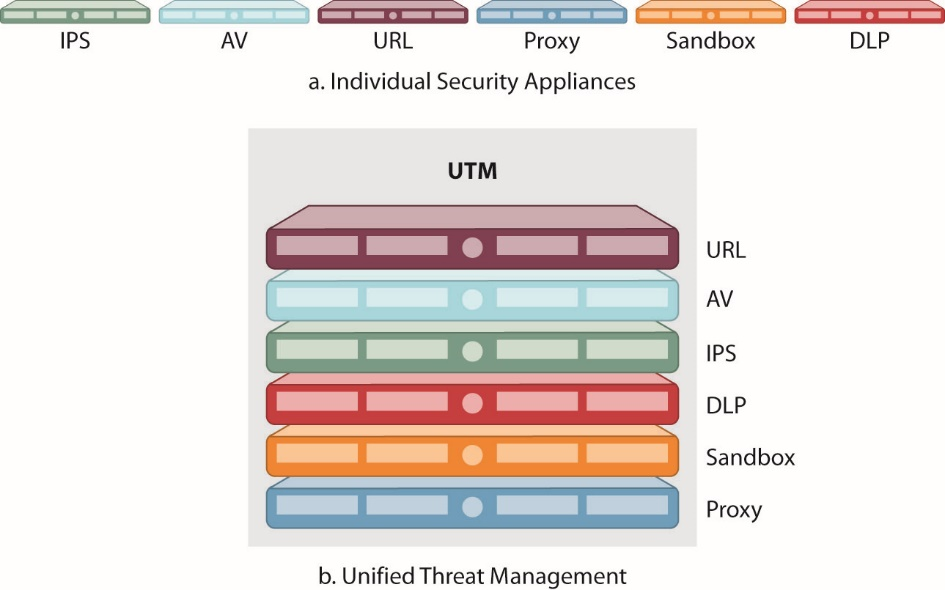 IPS AV URL Proxy Sandbox DLP
a. Individual Security Appliances
UTM
URL
AV
IPS
DLP
Sandbox
Proxy
b. Unified Threat Management